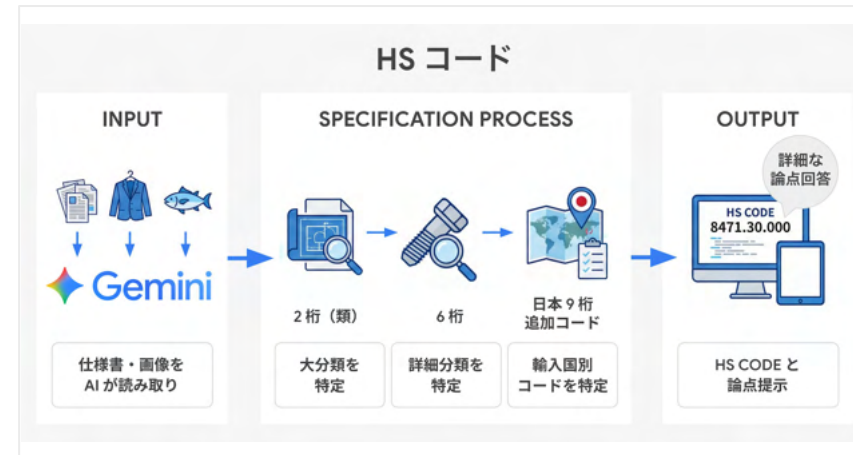 HS コード
INPUT
Gemini
仕様書・画像を
AI が読み取り
SPECIFICATION PROCESS
2 桁（類）
大分類を
特定
6 桁
詳細分類を
特定
日本 9 桁
追加コード
輸入国別
コードを特定
OUTPUT
詳細な
論点回答
HS CODE
8471.30.000
HS CODE と
論点提示